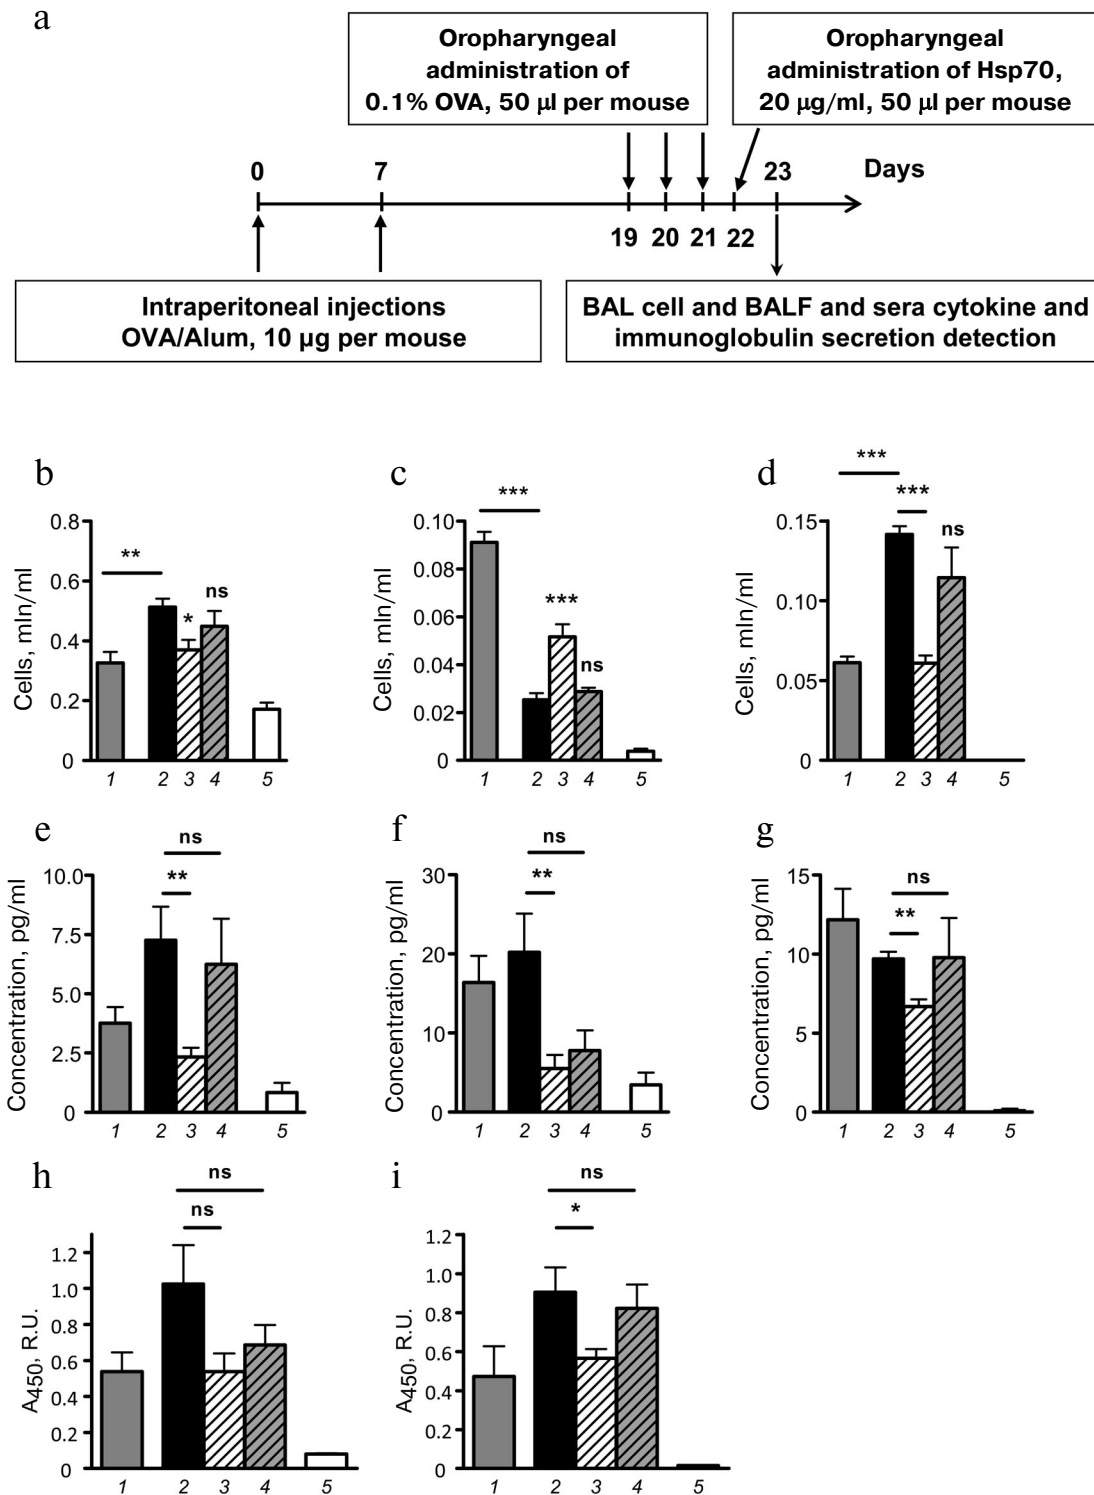 a
Oropharyngeal
administration of
0.1% OVA, 50 µl per mouse
Oropharyngeal
administration of Hsp70,
20 µg/ml, 50 µl per mouse
0 7 23 Days
19 20 21 22
Intraperitoneal injections
OVA/Alum, 10 µg per mouse
BAL cell and BALF and sera cytokine and
immunoglobulin secretion detection
b
Cells, mln/ml
0.8
0.6
0.4
0.2
0
**
*
ns
1 2 3 4 5
c
Cells, mln/ml
0.10
0.08
0.06
0.04
0.02
0
***
***
ns
1 2 3 4 5
d
Cells, mln/ml
0.15
0.10
0.05
0
***
***
ns
1 2 3 4 5
e
Concentration, pg/ml
10.0
7.5
5.0
2.5
0
ns
**
1 2 3 4 5
f
Concentration, pg/ml
30
20
10
0
ns
**
1 2 3 4 5
g
Concentration, pg/ml
15
10
5
0
ns
**
1 2 3 4 5
h
A450, R.U.
1.2
1.0
0.8
0.6
0.4
0.2
0
ns
ns
1 2 3 4 5
i
A450, R.U.
1.2
1.0
0.8
0.6
0.4
0.2
0
ns
*
1 2 3 4 5